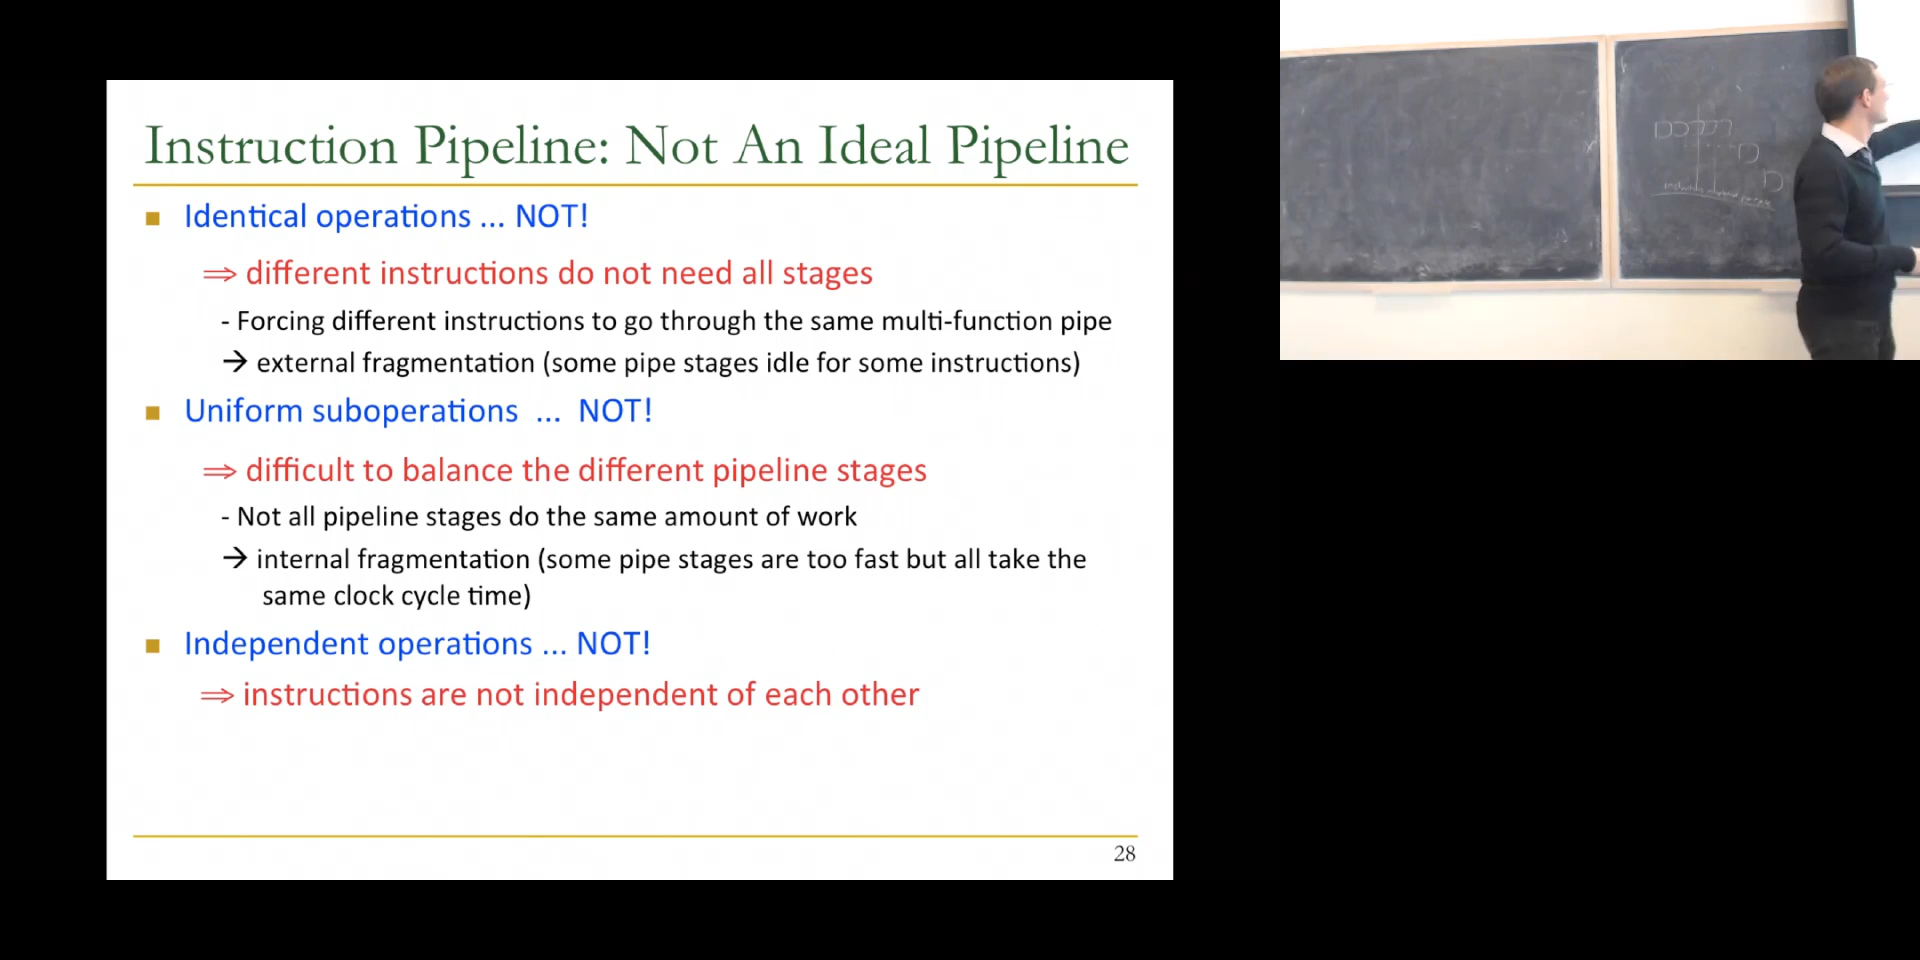 Instruction Pipeline: Not An Ideal Pipeline
■ Identical operations ... NOT!
⇒ different instructions do not need all stages
- Forcing different instructions to go through the same multi-function pipe
→ external fragmentation (some pipe stages idle for some instructions)
■ Uniform suboperations ... NOT!
⇒ difficult to balance the different pipeline stages
- Not all pipeline stages do the same amount of work
→ internal fragmentation (some pipe stages are too fast but all take the
same clock cycle time)
■ Independent operations ... NOT!
⇒ instructions are not independent of each other
28